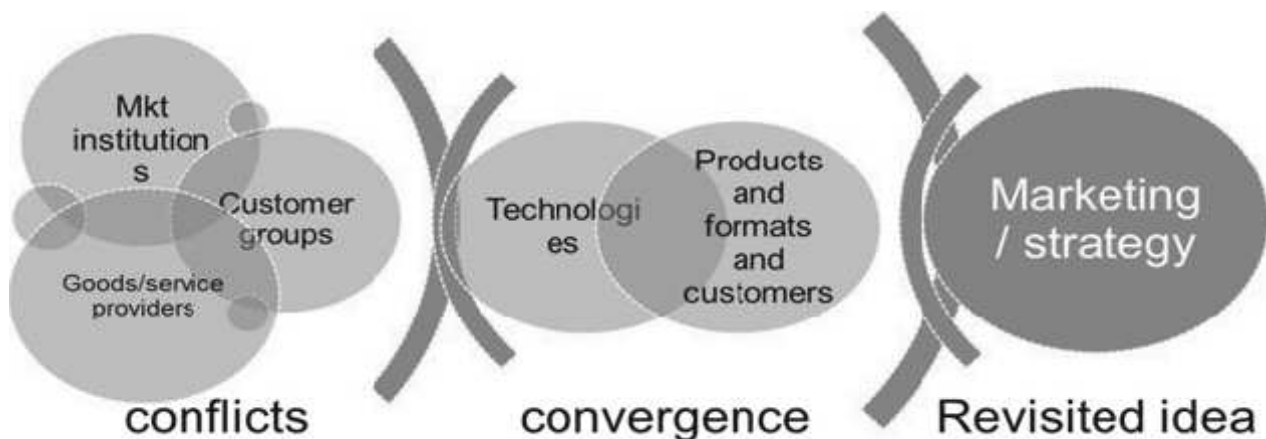 Mkt
institution
s
Customer
groups
Goods/service
providers
Technologi
es
Products
and
formats
and
customers
Marketing
/ strategy
conflicts
convergence
Revisited idea